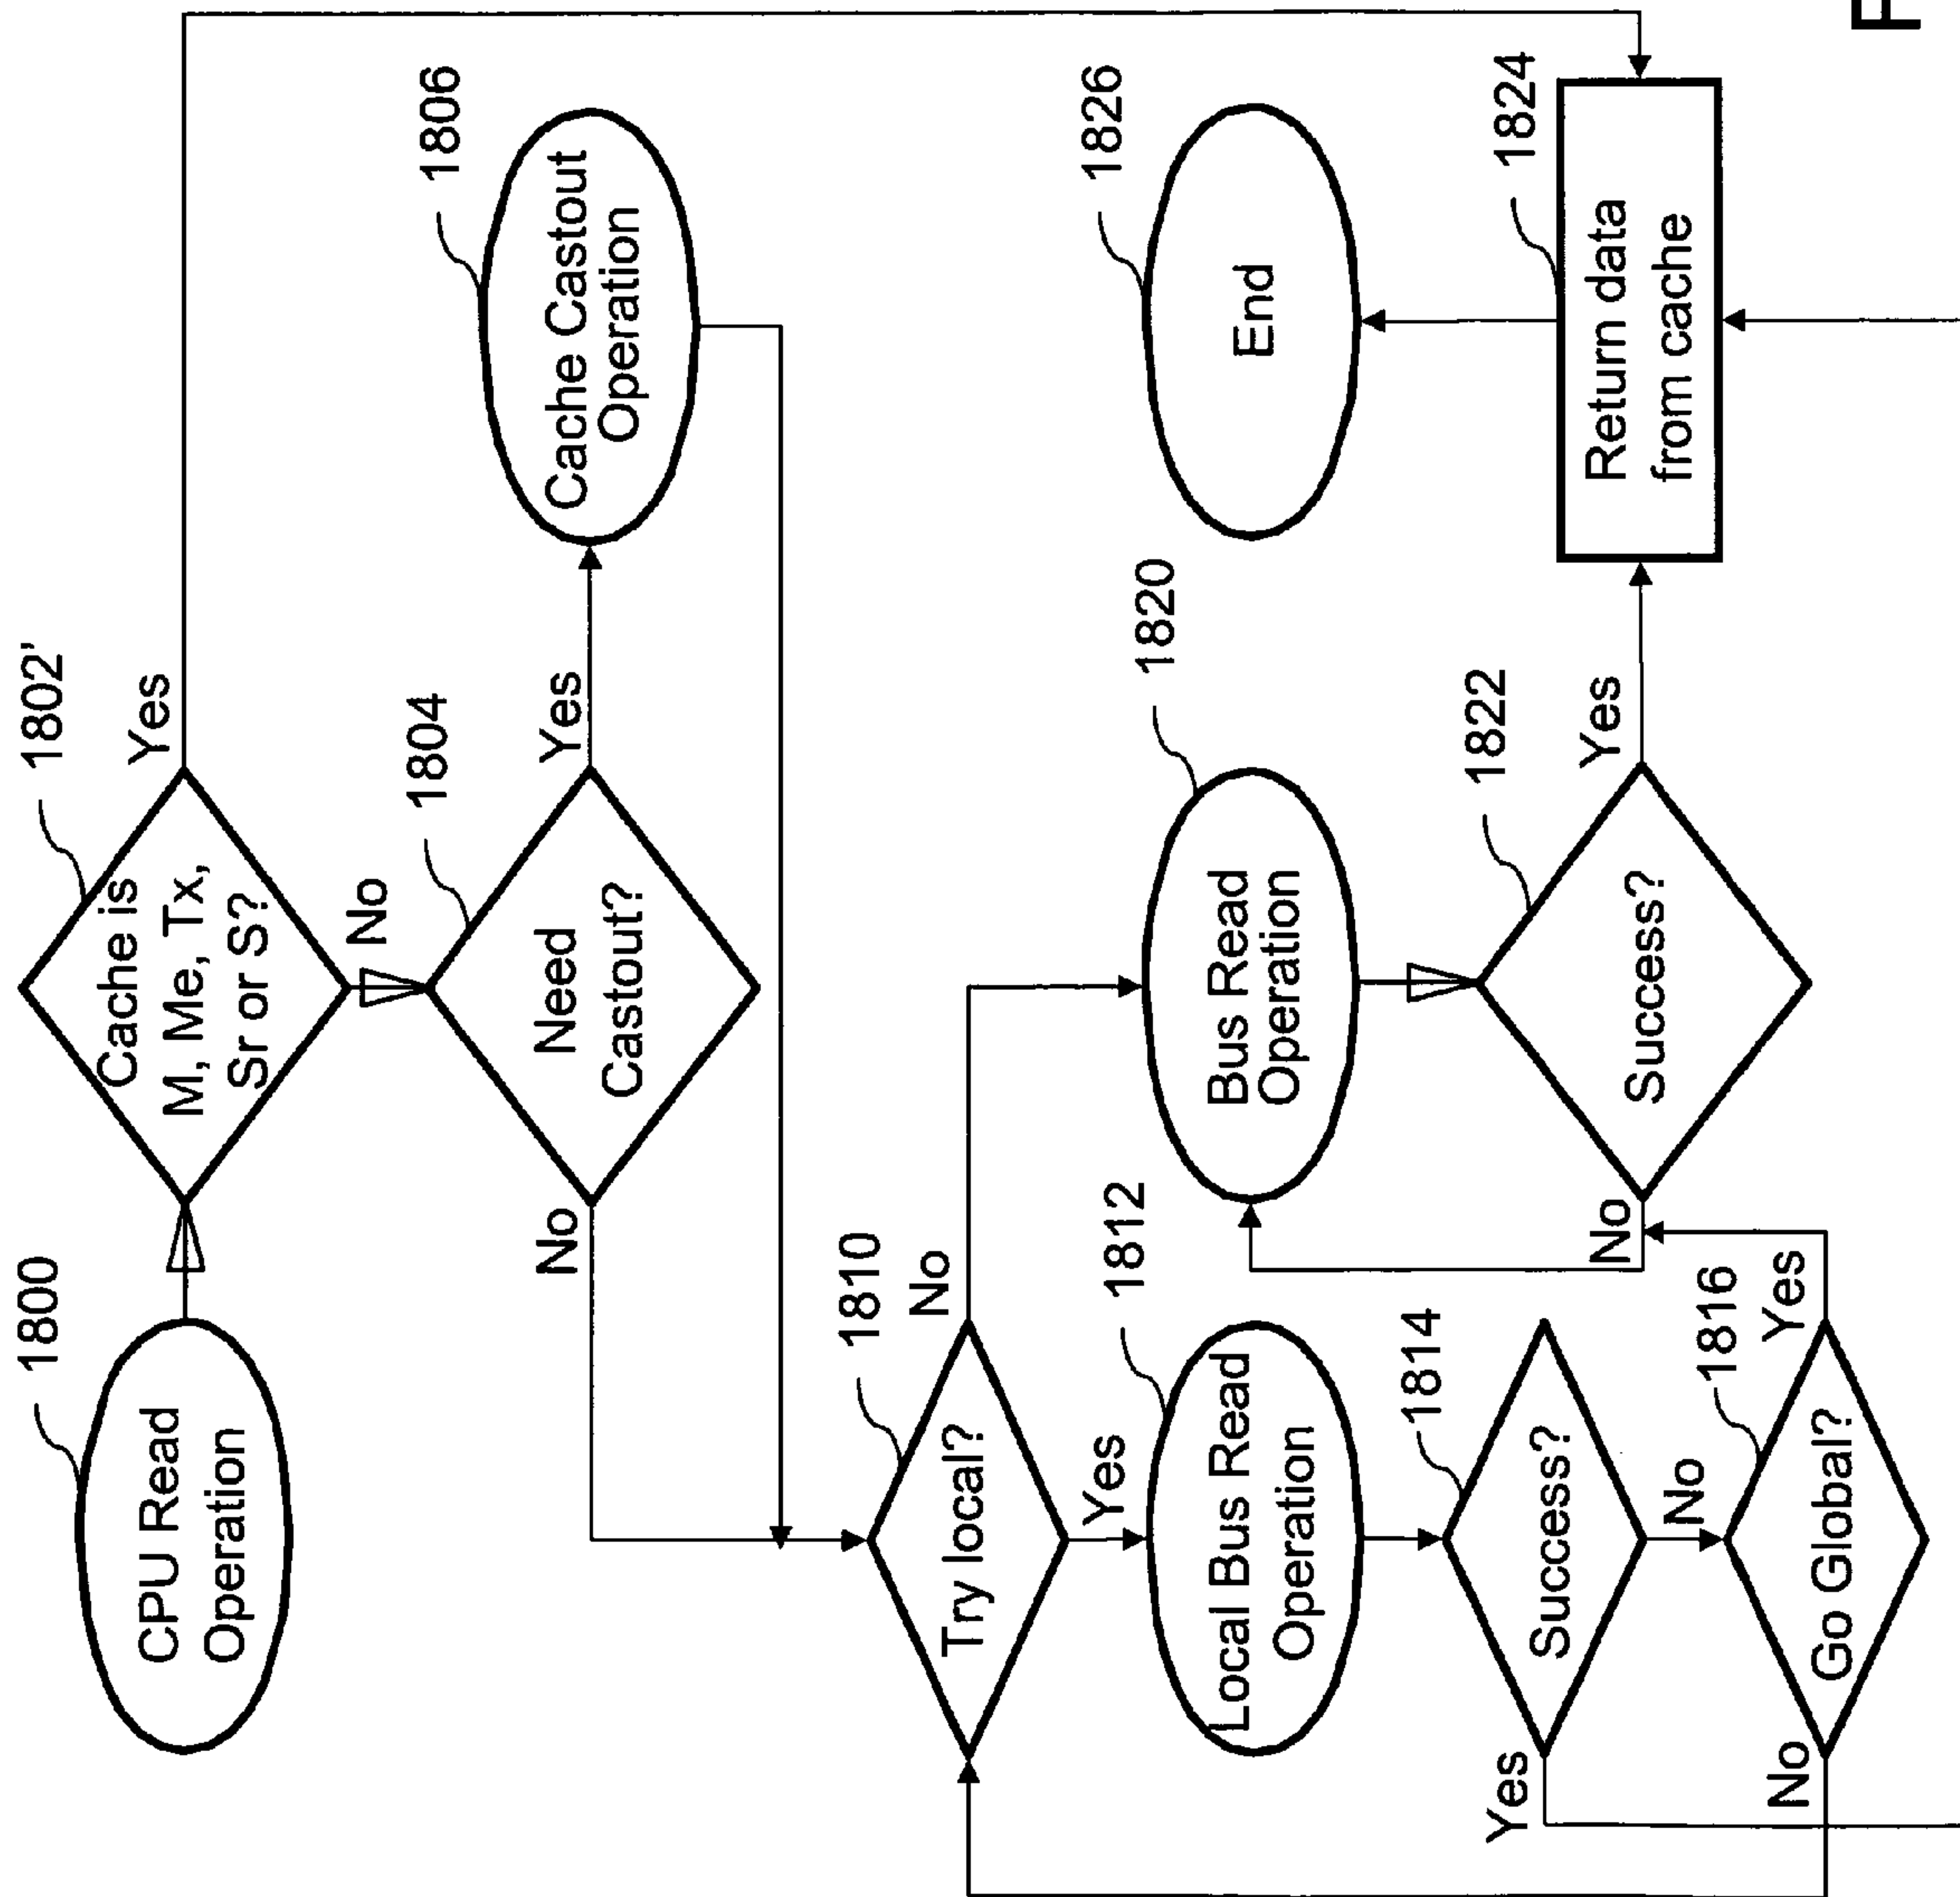 1800
CPU Read
Operation
1802'
Cache is
M, Me, Tx,
Sr or S?
Yes
No
1804
Need
Castout?
Yes
No
1806
Cache Castout
Operation
1810
Try local?
No
Yes
1812
Local Bus Read
Operation
1814
Success?
Yes
No
1816
Go Global?
Yes
No
1820
Bus Read
Operation
1822
Success?
No
Yes
1824
Return data
from cache
1826
End